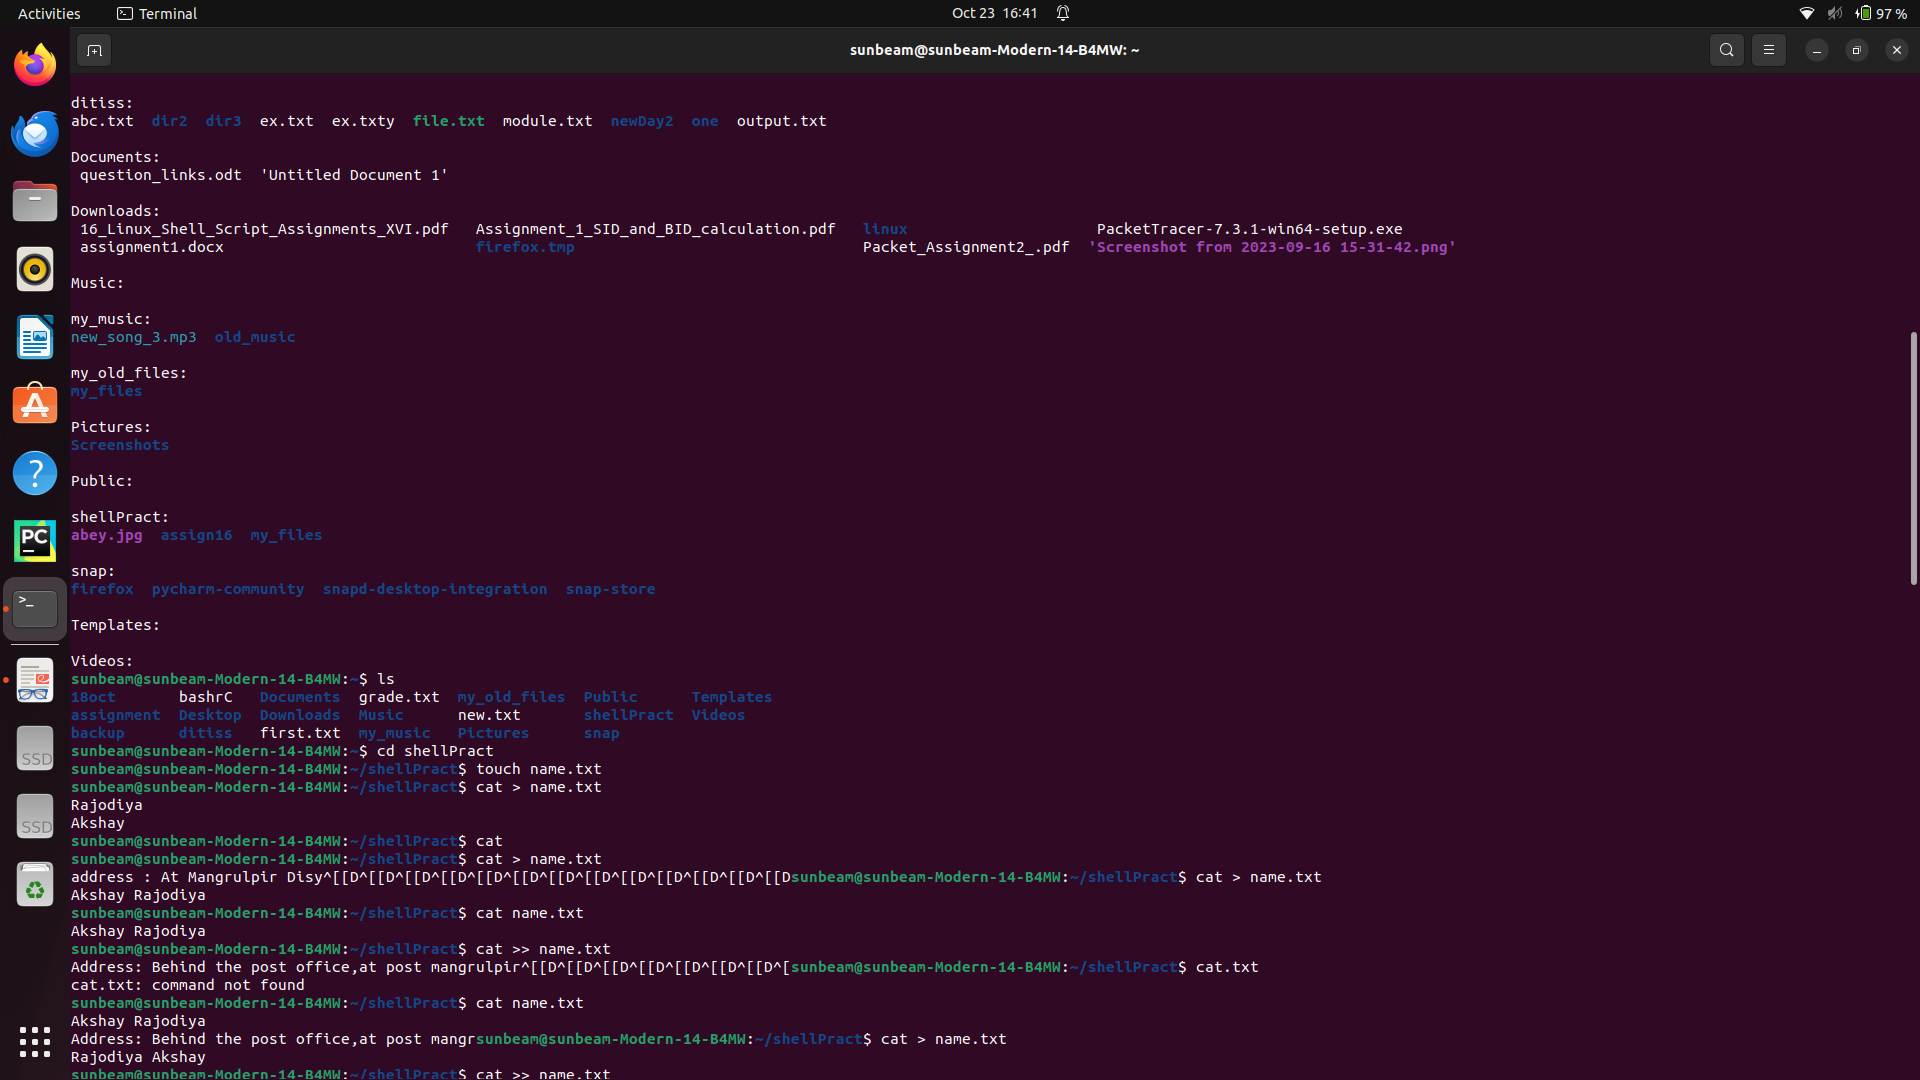 Activities Terminal Oct 23 16:41 97 %
sunbeam@sunbeam-Modern-14-B4MW: ~
ditiss:
abc.txt dir2 dir3 ex.txt ex.txty file.txt module.txt newDay2 one output.txt
Documents:
question_links.odt 'Untitled Document 1'
Downloads:
16_Linux_Shell_Script_Assignments_XVI.pdf Assignment_1_SID_and_BID_calculation.pdf linux PacketTracer-7.3.1-win64-setup.exe
assignment1.docx firefox.tmp Packet_Assignment2_.pdf 'Screenshot from 2023-09-16 15-31-42.png'
Music:
my_music:
new_song_3.mp3 old_music
my_old_files:
my_files
Pictures:
Screenshots
Public:
shellPract:
abey.jpg assign16 my_files
snap:
firefox pycharm-community snapd-desktop-integration snap-store
Templates:
Videos:
sunbeam@sunbeam-Modern-14-B4MW:~$ ls
18oct bashrC Documents grade.txt my_old_files Public Templates
assignment Desktop Downloads Music new.txt shellPract Videos
backup ditiss first.txt my_music Pictures snap
sunbeam@sunbeam-Modern-14-B4MW:~$ cd shellPract
sunbeam@sunbeam-Modern-14-B4MW:~/shellPract$ touch name.txt
sunbeam@sunbeam-Modern-14-B4MW:~/shellPract$ cat > name.txt
Rajodiya
Akshay
sunbeam@sunbeam-Modern-14-B4MW:~/shellPract$ cat
sunbeam@sunbeam-Modern-14-B4MW:~/shellPract$ cat > name.txt
address : At Mangrulpir Disy^[[D^[[D^[[D^[[D^[[D^[[D^[[D^[[D^[[D^[[D^[[D^[[D^[[Dsunbeam@sunbeam-Modern-14-B4MW:~/shellPract$ cat > name.txt
Akshay Rajodiya
sunbeam@sunbeam-Modern-14-B4MW:~/shellPract$ cat name.txt
Akshay Rajodiya
sunbeam@sunbeam-Modern-14-B4MW:~/shellPract$ cat >> name.txt
Address: Behind the post office,at post mangrulpir^[[D^[[D^[[D^[[D^[[D^[[D^[[D^[sunbeam@sunbeam-Modern-14-B4MW:~/shellPract$ cat.txt
cat.txt: command not found
sunbeam@sunbeam-Modern-14-B4MW:~/shellPract$ cat name.txt
Akshay Rajodiya
Address: Behind the post office,at post mangrsunbeam@sunbeam-Modern-14-B4MW:~/shellPract$ cat > name.txt
Rajodiya Akshay
sunbeam@sunbeam-Modern-14-B4MW:~/shellPract$ cat >> name.txt
PC
>_
SSD
SSD